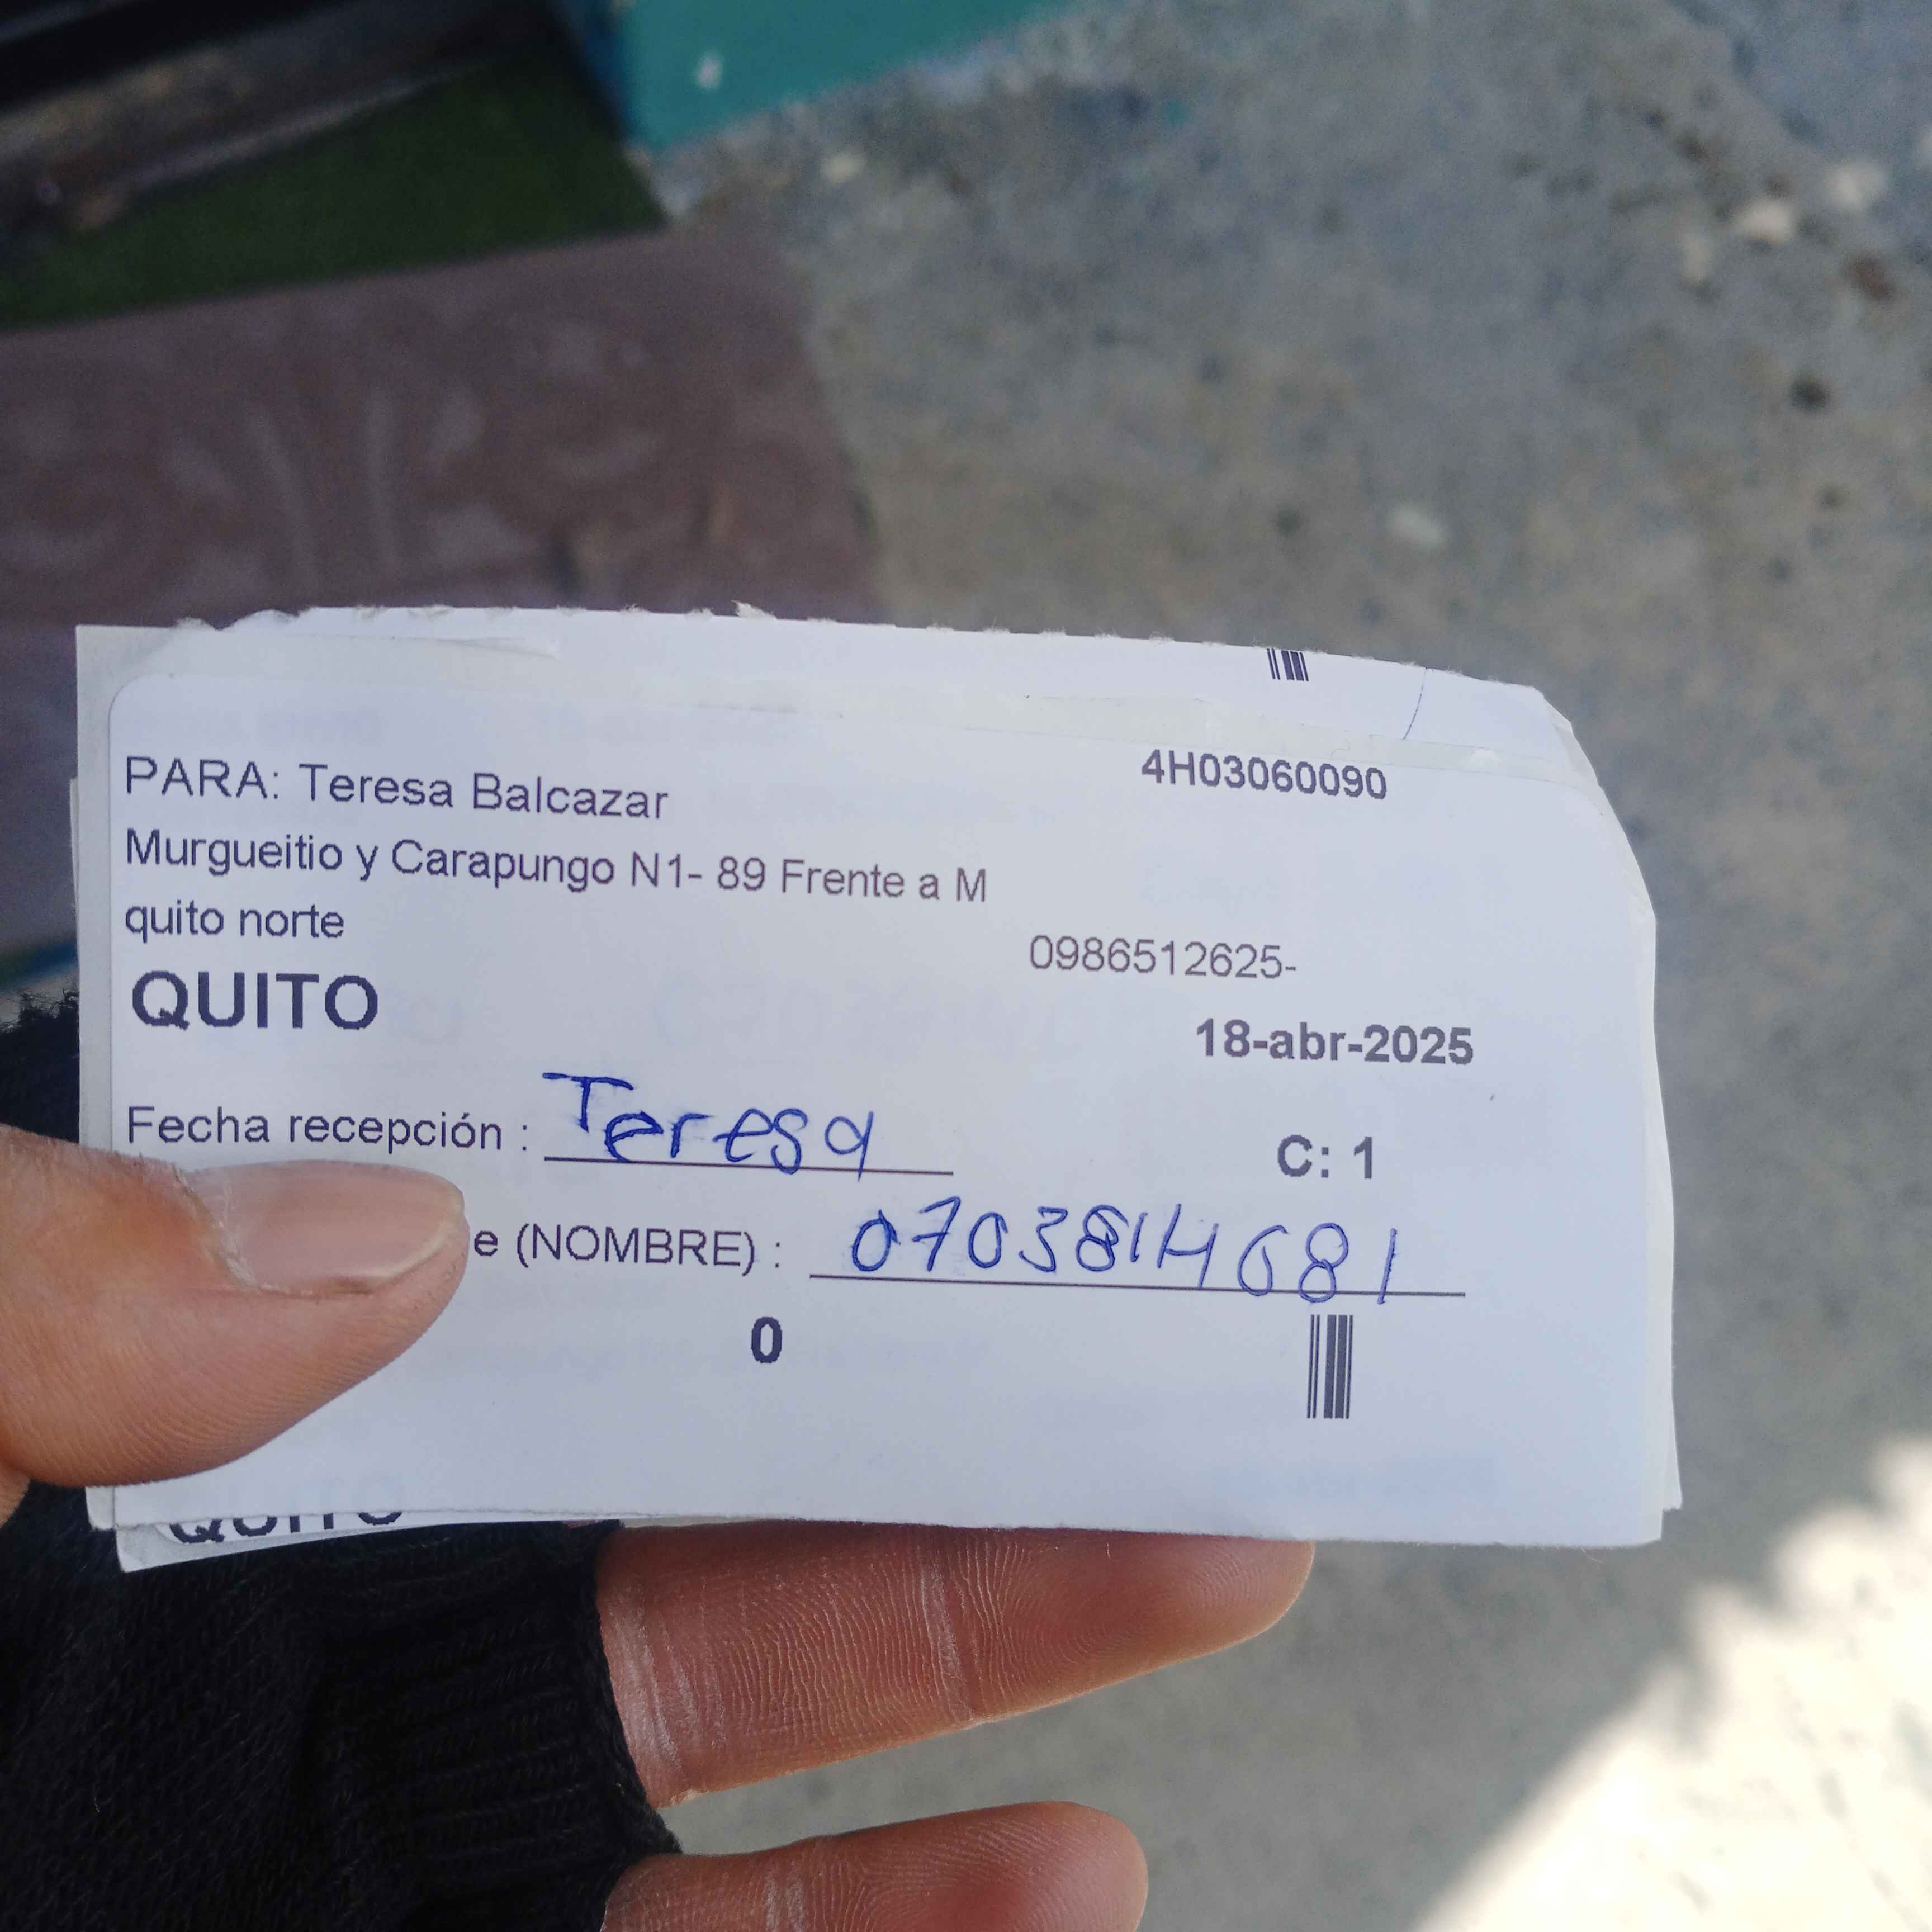 PARA: Teresa Balcazar
4H03060090
Murgueitio y Carapungo N1- 89 Frente a M
quito norte
0986512625-
QUITO
18-abr-2025
Fecha recepción : Teresa
C: 1
e (NOMBRE) : 0703814681
0
QUITO